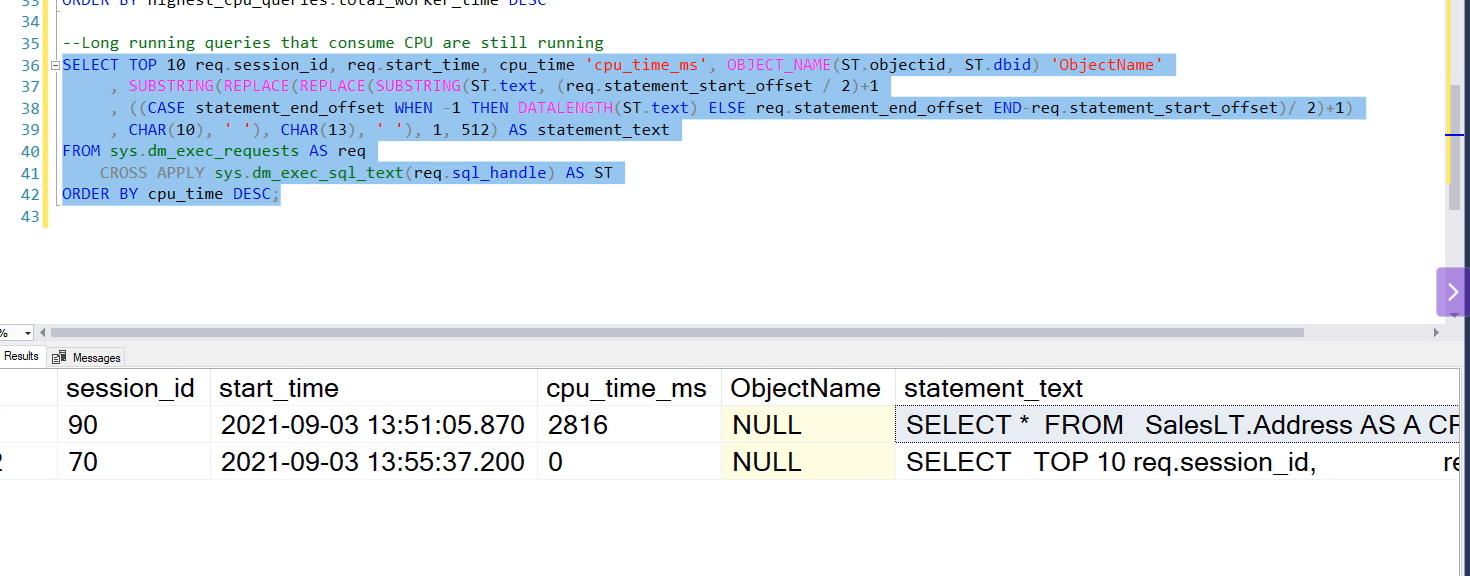 33 ORDER BY highest_cpu_queries.total_worker_time DESC
34
35 --Long running queries that consume CPU are still running
36 SELECT TOP 10 req.session_id, req.start_time, cpu_time 'cpu_time_ms', OBJECT_NAME(ST.objectid, ST.dbid) 'ObjectName'
37 , SUBSTRING(REPLACE(REPLACE(SUBSTRING(ST.text, (req.statement_start_offset / 2)+1
38 , ((CASE statement_end_offset WHEN -1 THEN DATALENGTH(ST.text) ELSE req.statement_end_offset END-req.statement_start_offset)/ 2)+1)
39 , CHAR(10), ' '), CHAR(13), ' '), 1, 512) AS statement_text
40 FROM sys.dm_exec_requests AS req
41 CROSS APPLY sys.dm_exec_sql_text(req.sql_handle) AS ST
42 ORDER BY cpu_time DESC;
43
%
Results Messages
session_id start_time cpu_time_ms ObjectName statement_text
90 2021-09-03 13:51:05.870 2816 NULL SELECT * FROM SalesLT.Address AS A
2 70 2021-09-03 13:55:37.200 0 NULL SELECT TOP 10 req.session_id,